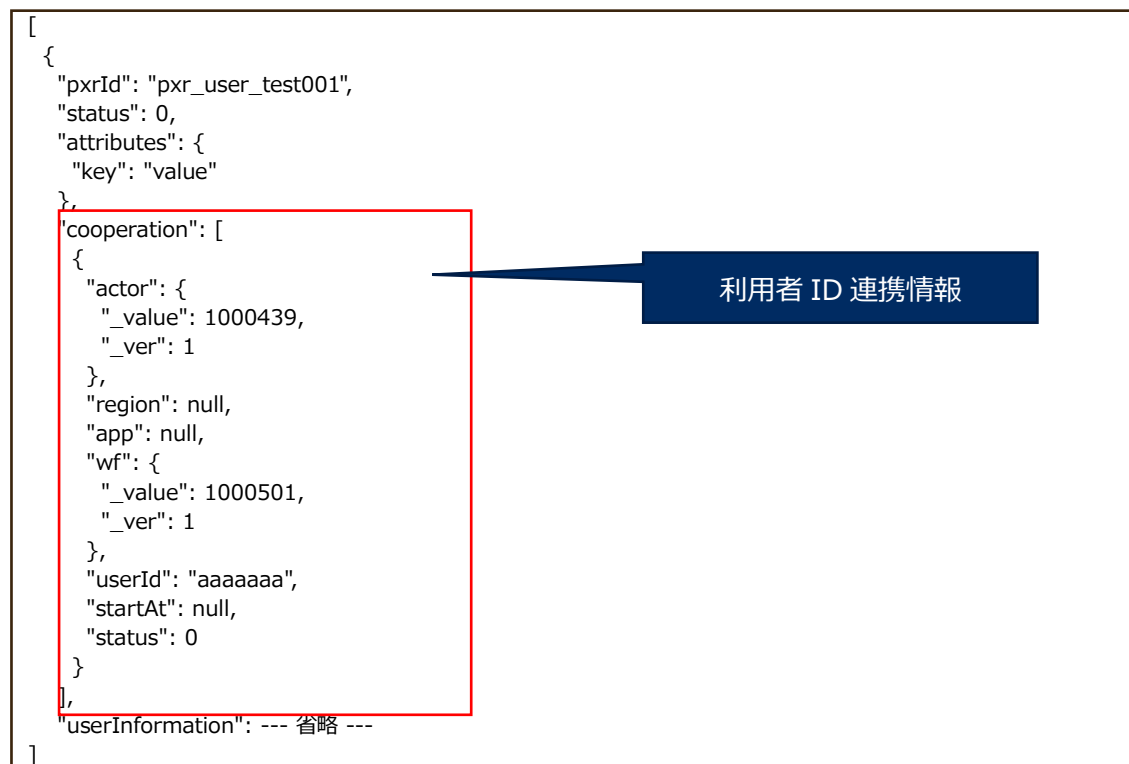 [
{
"pxrId": "pxr_user_test001",
"status": 0,
"attributes": {
"key": "value"
},
"cooperation": [
{
"actor": {
"_value": 1000439,
"_ver": 1
},
"region": null,
"app": null,
"wf": {
"_value": 1000501,
"_ver": 1
},
"userId": "aaaaaaa",
"startAt": null,
"status": 0
}
],
"userInformation": --- 省略 ---
]
利用者 ID 連携情報